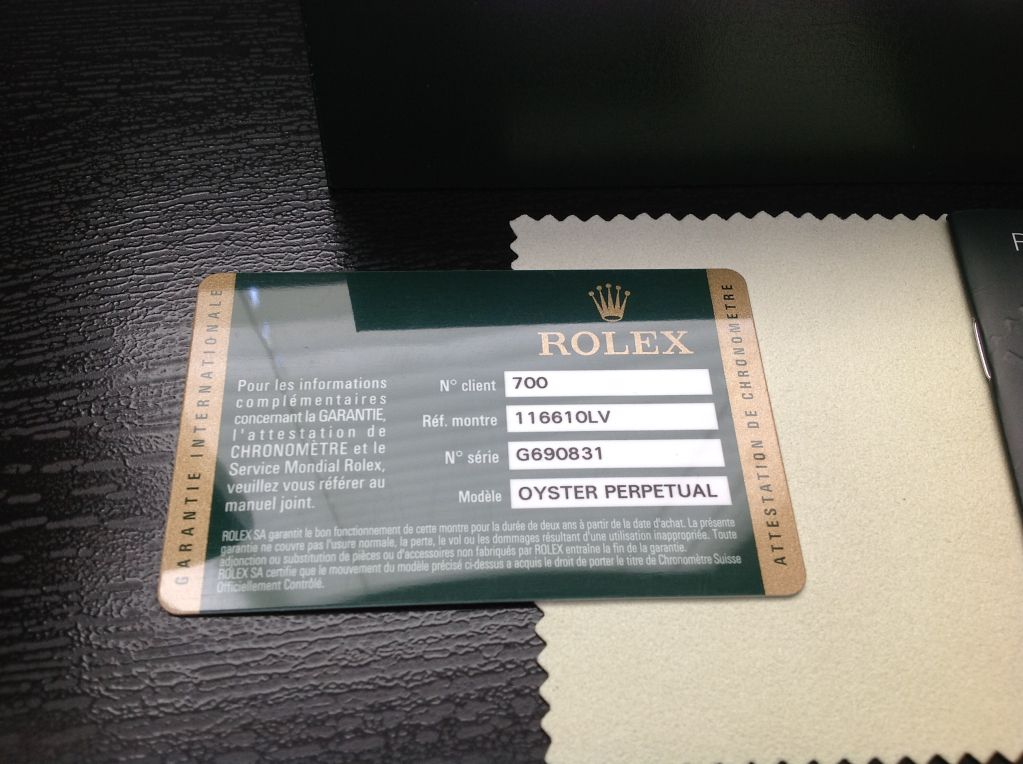 GARANTIE INTERNATIONALE
ROLEX
Pour les informations
complémentaires
concernant la GARANTIE,
l'attestation de
CHRONOMÈTRE et le
Service Mondial Rolex,
veuillez vous référer au
manuel joint.
N° client 700
Réf. montre 116610LV
N° série G690831
Modèle OYSTER PERPETUAL
ROLEX SA garantit le bon fonctionnement de cette montre pour la durée de deux ans à partir de la date d'achat. La présente
garantie ne couvre pas l'usure normale, la perte, le vol ou les dommages résultant d'une utilisation inappropriée. Toute
adjonction ou substitution de pièces ou d'accessoires non fabriqués par ROLEX entraîne la fin de la garantie.
ROLEX SA certifie que le mouvement du modèle précisé ci-dessus a acquis le droit de porter le titre de Chronomètre Suisse
Officiellement Contrôlé.
ATTESTATION DE CHRONOMÈTRE